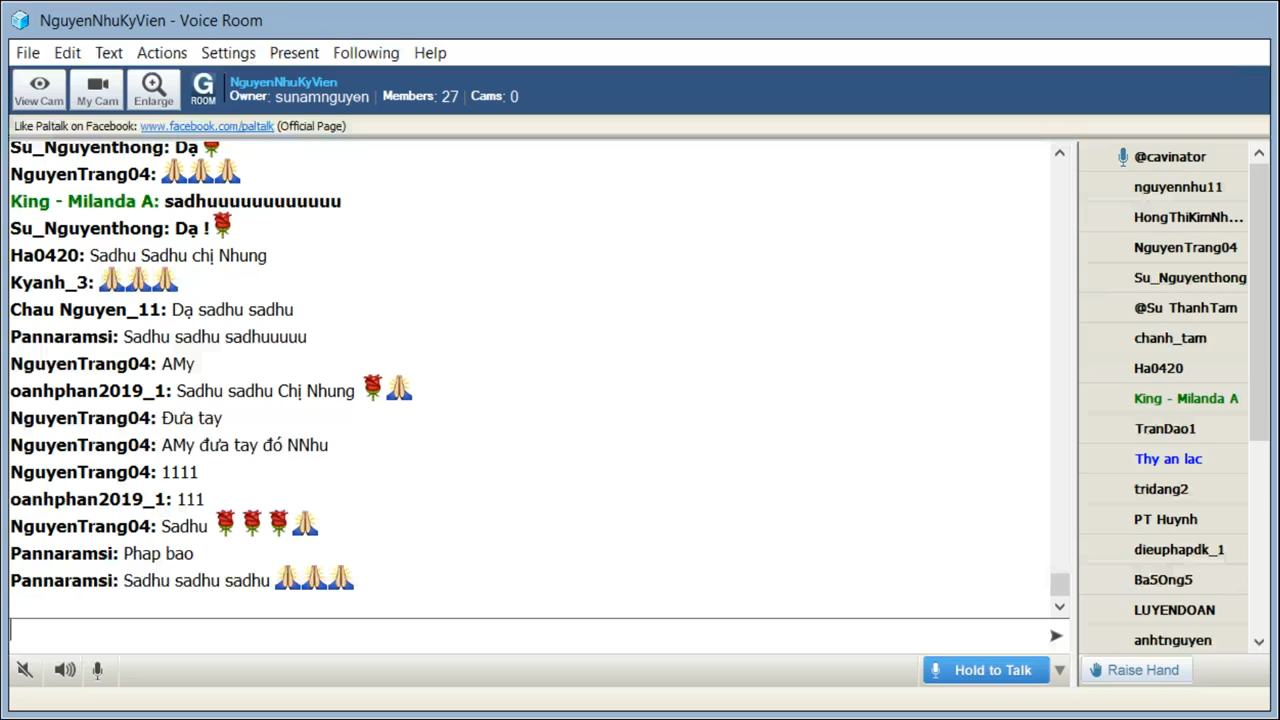 NguyenNhuKyVien - Voice Room
File Edit Text Actions Settings Present Following Help
View Cam My Cam Enlarge G ROOM
NguyenNhuKyVien
Owner: sunamnguyen | Members: 27 | Cams: 0
Like Paltalk on Facebook: www.facebook.com/paltalk (Official Page)
Su_Nguyenthong: Dạ 🌹
NguyenTrang04: 🙏🙏🙏
King - Milanda A: sadhuuuuuuuuuuuuu
Su_Nguyenthong: Dạ ! 🌹
Ha0420: Sadhu Sadhu chị Nhung
Kyanh_3: 🙏🙏🙏
Chau Nguyen_11: Dạ sadhu sadhu
Pannaramsi: Sadhu sadhu sadhuuuuu
NguyenTrang04: AMy
oanhphan2019_1: Sadhu sadhu Chị Nhung 🌹🙏
NguyenTrang04: Đưa tay
NguyenTrang04: AMy đưa tay đó NNhu
NguyenTrang04: 1111
oanhphan2019_1: 111
NguyenTrang04: Sadhu 🌹🌹🌹🙏
Pannaramsi: Phap bao
Pannaramsi: Sadhu sadhu sadhu 🙏🙏🙏
@cavinator
nguyennhu11
HongThiKimNh...
NguyenTrang04
Su_Nguyenthong
@Su ThanhTam
chanh_tam
Ha0420
King - Milanda A
TranDao1
Thy an lac
tridang2
PT Huynh
dieuphapdk_1
Ba5Ong5
LUYENDOAN
anhtnguyen
Hold to Talk
Raise Hand